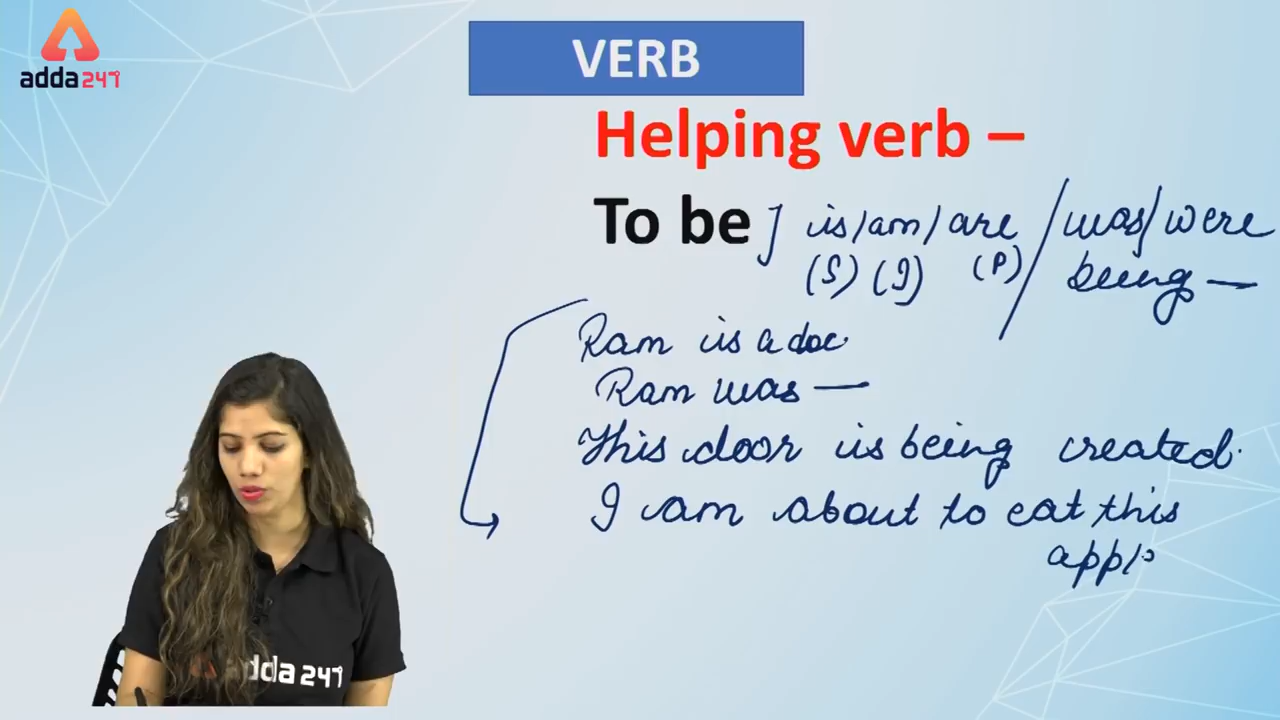 adda247
VERB
Helping verb –
To be ] is/am/are /was/were
(S) (I) (P) being —
Ram is a doc
Ram was —
This door is being created.
I am about to eat this
appl
adda247